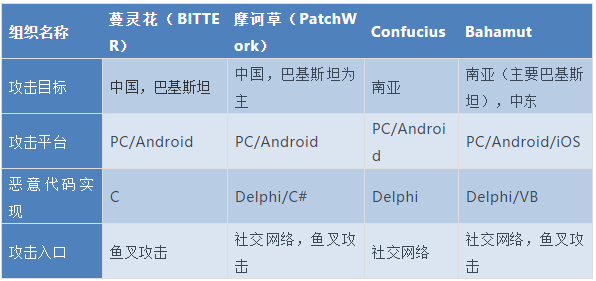 组织名称
蔓灵花（BITTE
R）
摩诃草（PatchW
ork）
Confucius
Bahamut
攻击目标
中国，巴基斯坦
中国，巴基斯坦为
主
南亚
南亚（主要巴基斯
坦），中东
攻击平台
PC/Android
PC/Android
PC/Androi
d
PC/Android/iOS
恶意代码实
现
C
Delphi/C#
Delphi
Delphi/VB
攻击入口
鱼叉攻击
社交网络，鱼叉攻
击
社交网络
社交网络，鱼叉攻
击